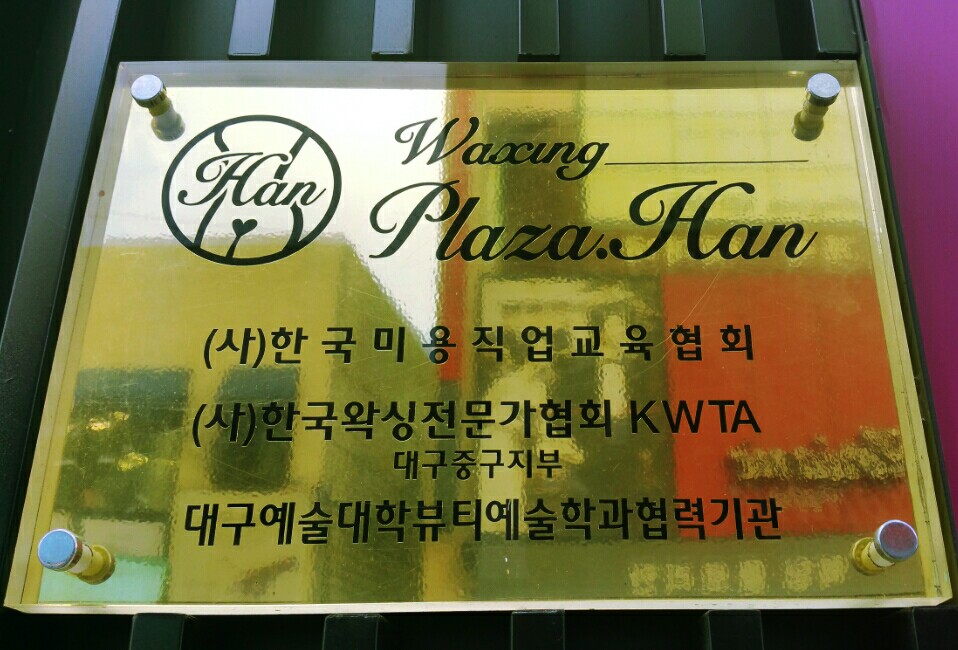 Han
Waxing
Plaza.Han
(사)한국미용직업교육협회
(사)한국왁싱전문가협회 KWTA
대구중구지부
대구예술대학뷰티예술학과협력기관